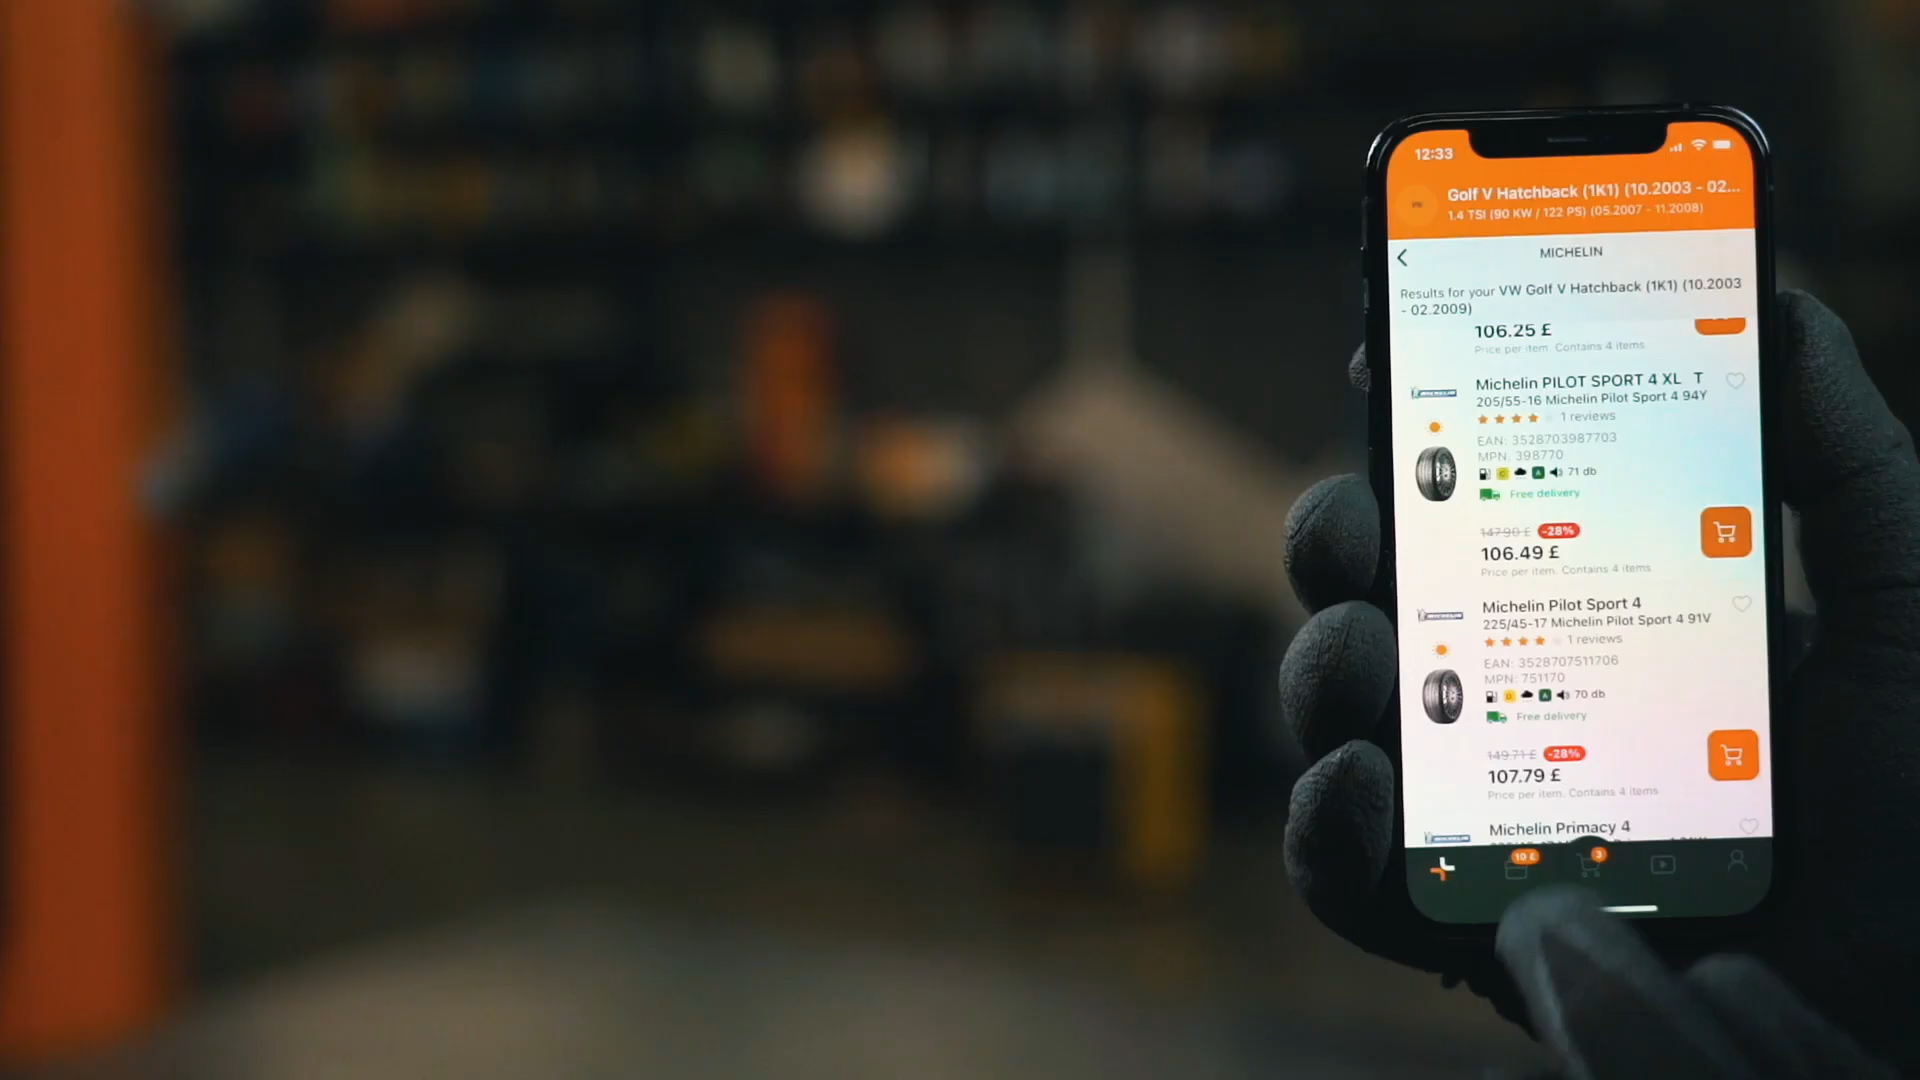 12:33
Golf V Hatchback (1K1) (10.2003 - 02...
1.4 TSI (90 KW / 122 PS) (05.2007 - 11.2008)
MICHELIN
Results for your VW Golf V Hatchback (1K1) (10.2003
- 02.2009)
106.25 £
Price per item. Contains 4 items
Michelin PILOT SPORT 4 XL T
205/55-16 Michelin Pilot Sport 4 94Y
1 reviews
EAN: 3528703987703
MPN: 398770
C A 71 db
Free delivery
147.90 £ -28%
106.49 £
Price per item. Contains 4 items
Michelin Pilot Sport 4
225/45-17 Michelin Pilot Sport 4 91V
1 reviews
EAN: 3528707511706
MPN: 751170
D A 70 db
Free delivery
149.71 £ -28%
107.79 £
Price per item. Contains 4 items
Michelin Primacy 4
10 £
3